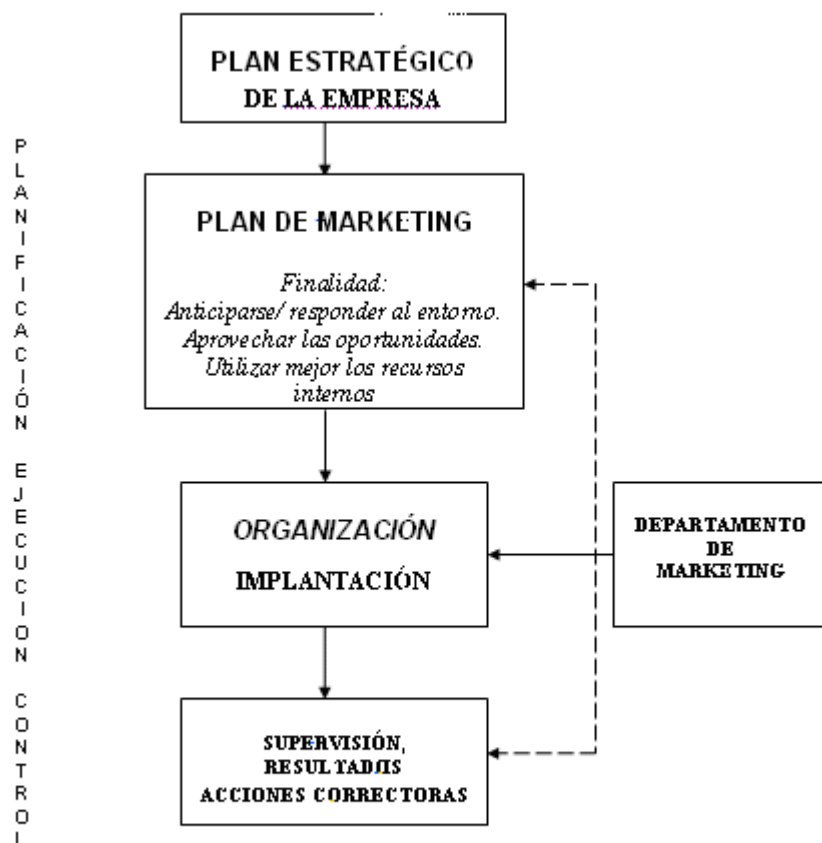 PLAN ESTRATÉGICO
DE LA EMPRESA
PLANIFICACIÓN EJECUCION CONTROL
PLAN DE MARKETING
Finalidad:
Anticiparse/ responder al entorno.
Aprovechar las oportunidades.
Utilizar mejor los recursos
internos
ORGANIZACIÓN
IMPLANTACIÓN
DEPARTAMENTO
DE
MARKETING
SUPERVISIÓN,
RESULTADOS
ACCIONES CORRECTORAS